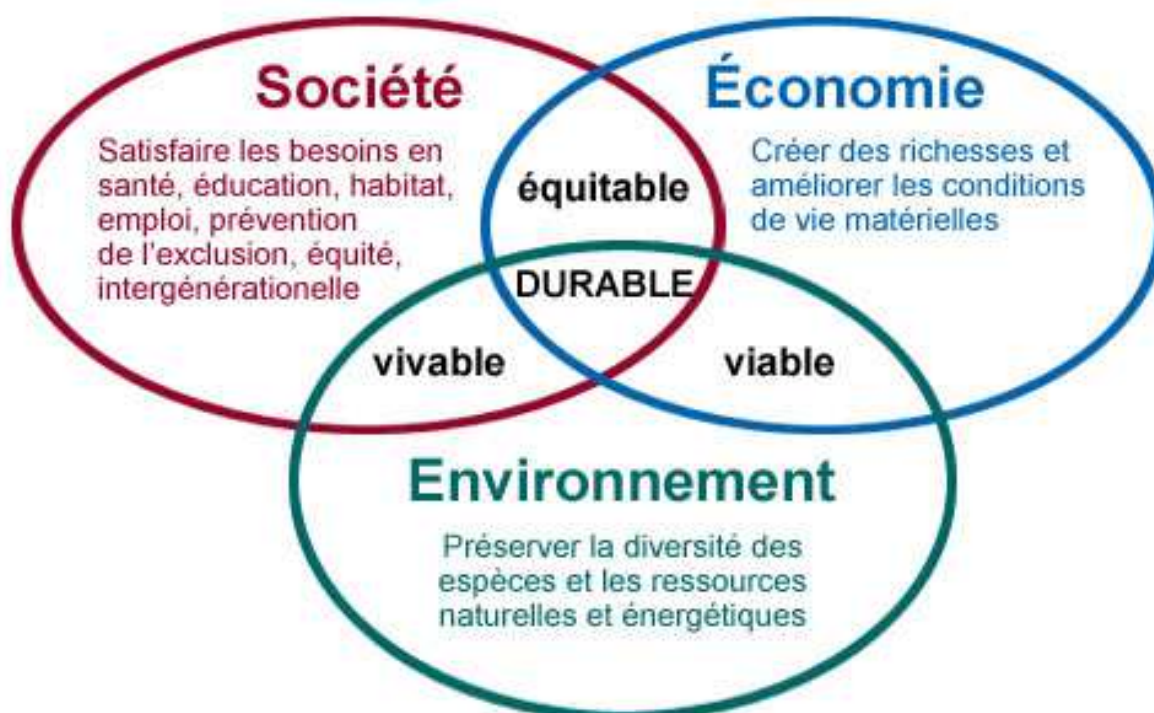 Société
Satisfaire les besoins en
santé, éducation, habitat,
emploi, prévention
de l'exclusion, équité,
intergénérationelle
Économie
Créer des richesses et
améliorer les conditions
de vie matérielles
équitable
DURABLE
vivable
viable
Environnement
Préserver la diversité des
espèces et les ressources
naturelles et énergétiques